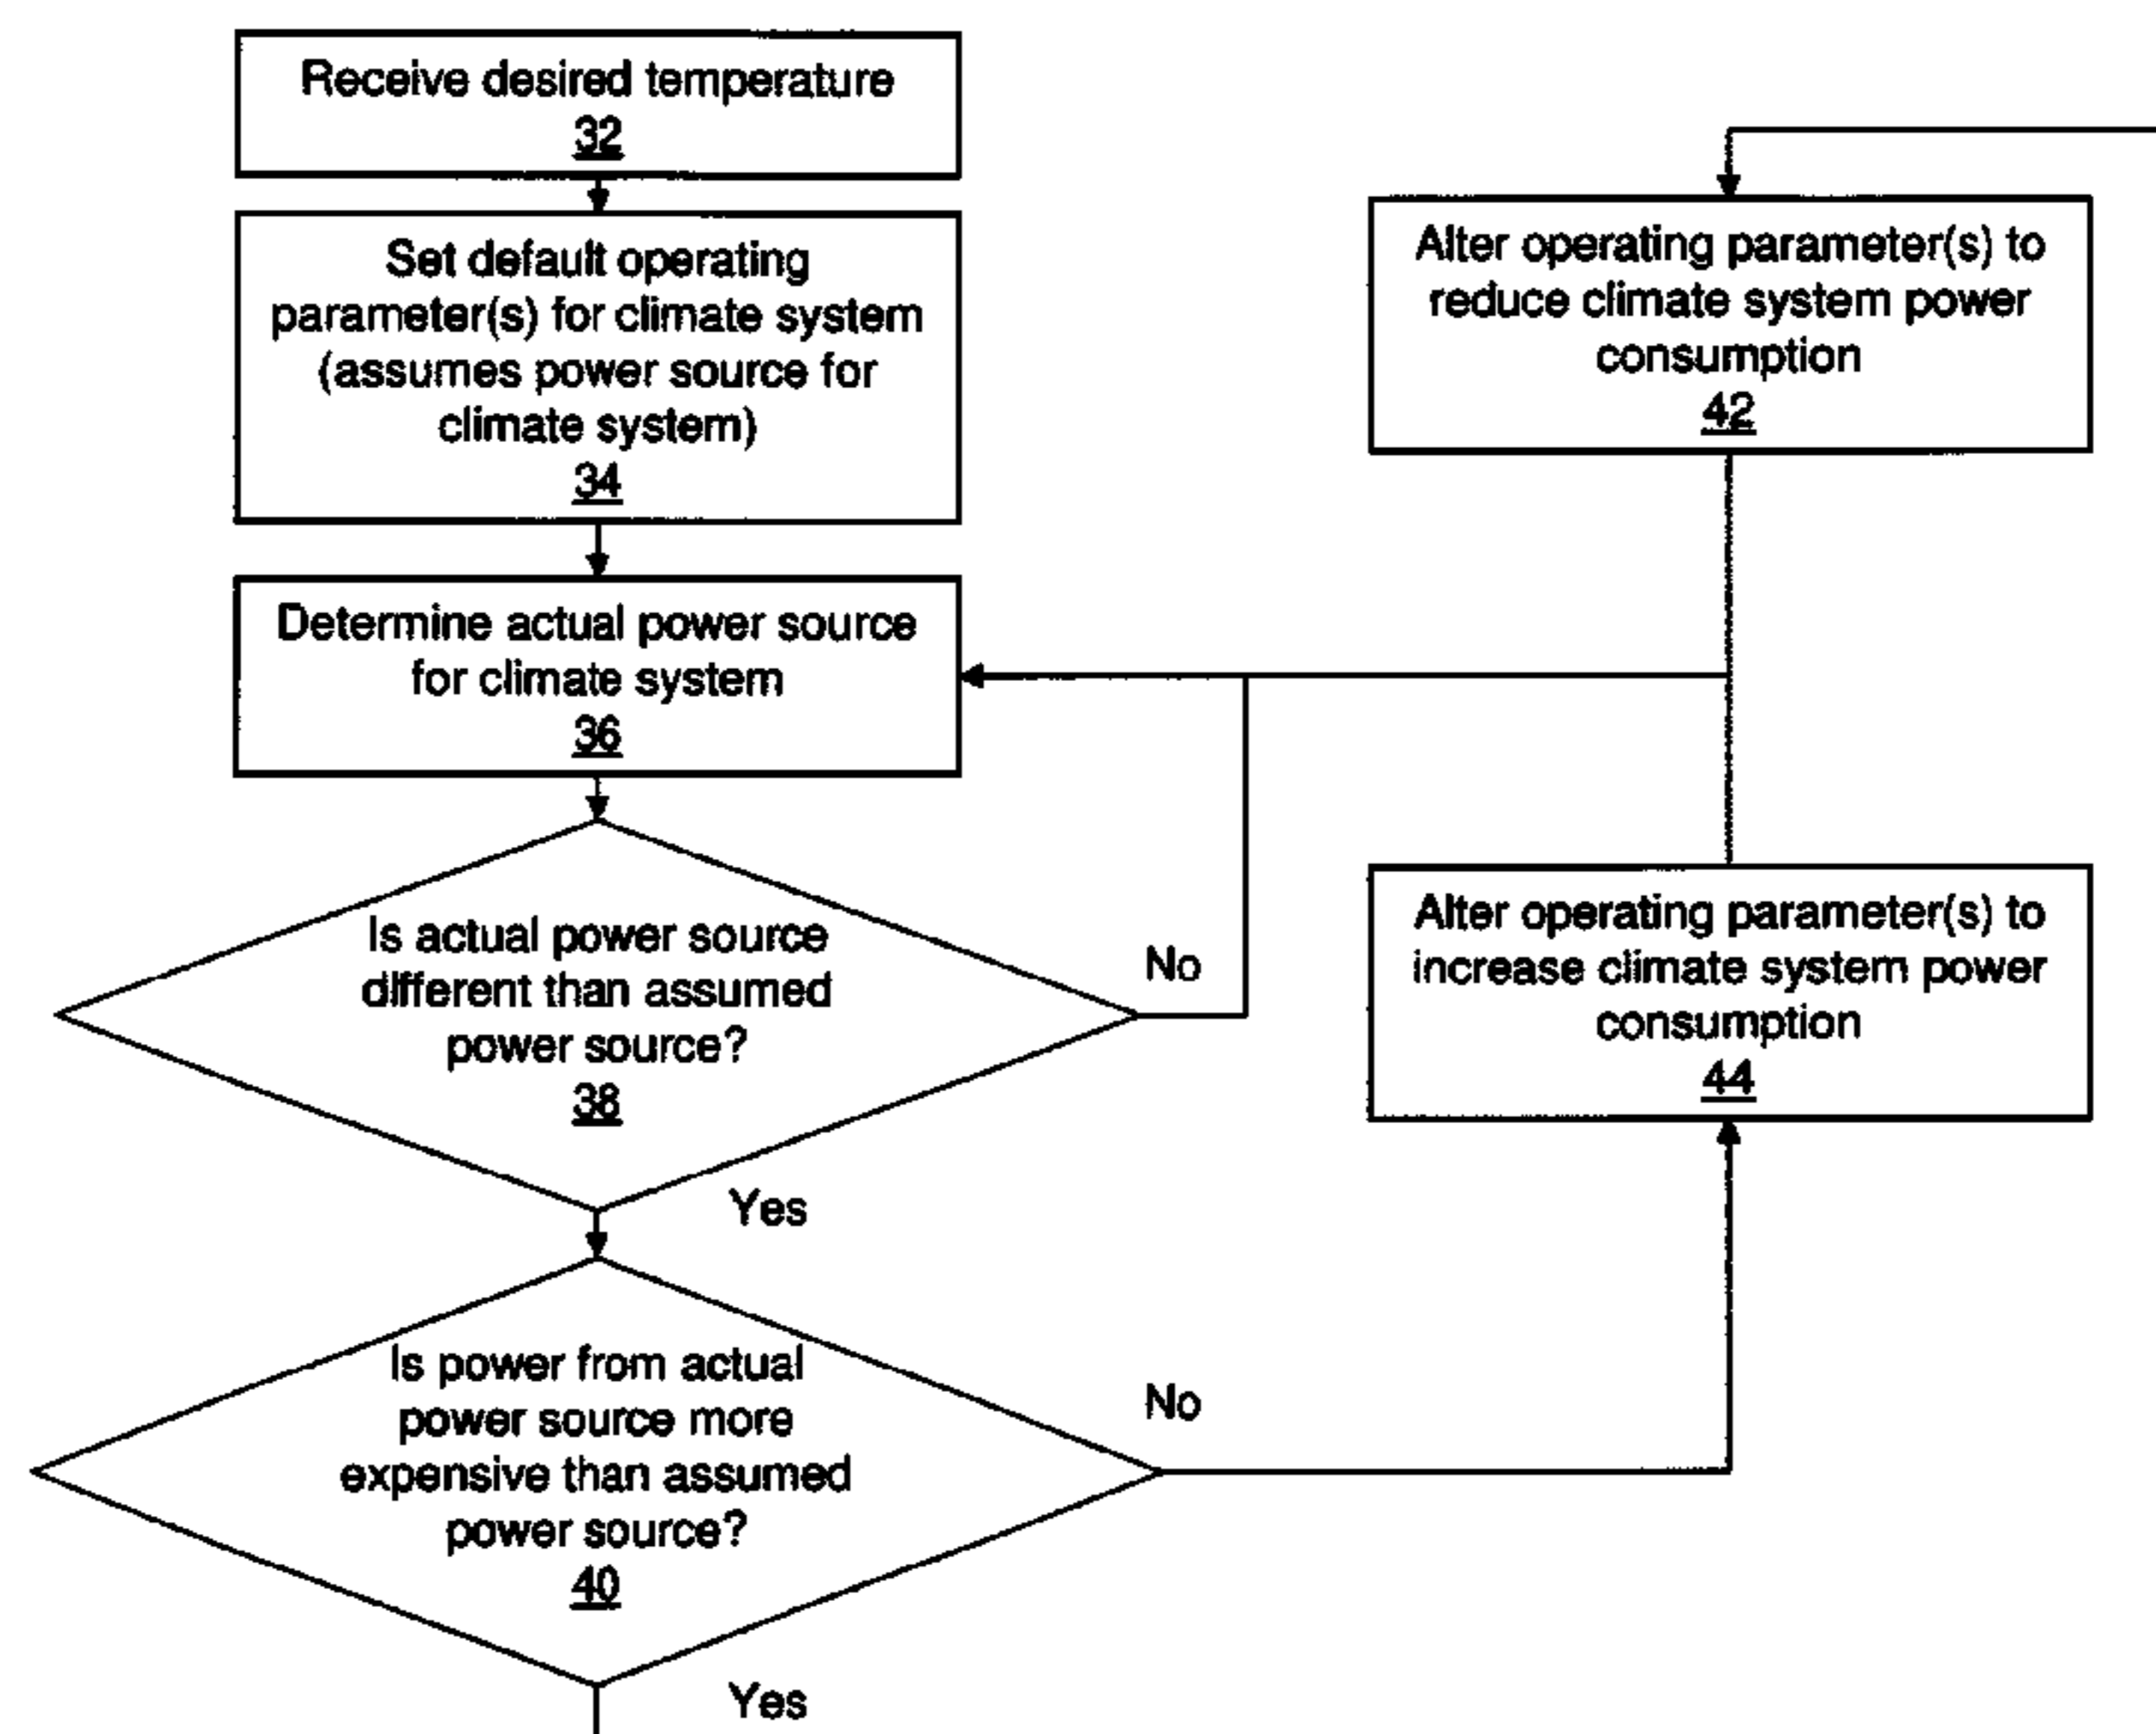 Receive desired temperature
32
Set default operating
parameter(s) for climate system
(assumes power source for
climate system)
34
Determine actual power source
for climate system
36
Is actual power source
different than assumed
power source?
38
No
Yes
Is power from actual
power source more
expensive than assumed
power source?
40
No
Yes
Alter operating parameter(s) to
reduce climate system power
consumption
42
Alter operating parameter(s) to
increase climate system power
consumption
44